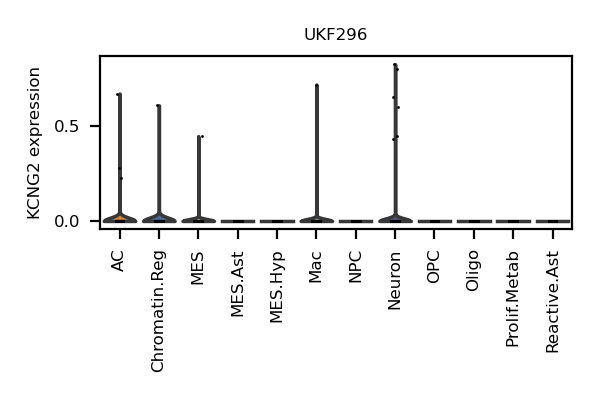 UKF296
KCNG2 expression
0.5
0.0
AC
Chromatin.Reg
MES
MES.Ast
MES.Hyp
Mac
NPC
Neuron
OPC
Oligo
Prolif.Metab
Reactive.Ast